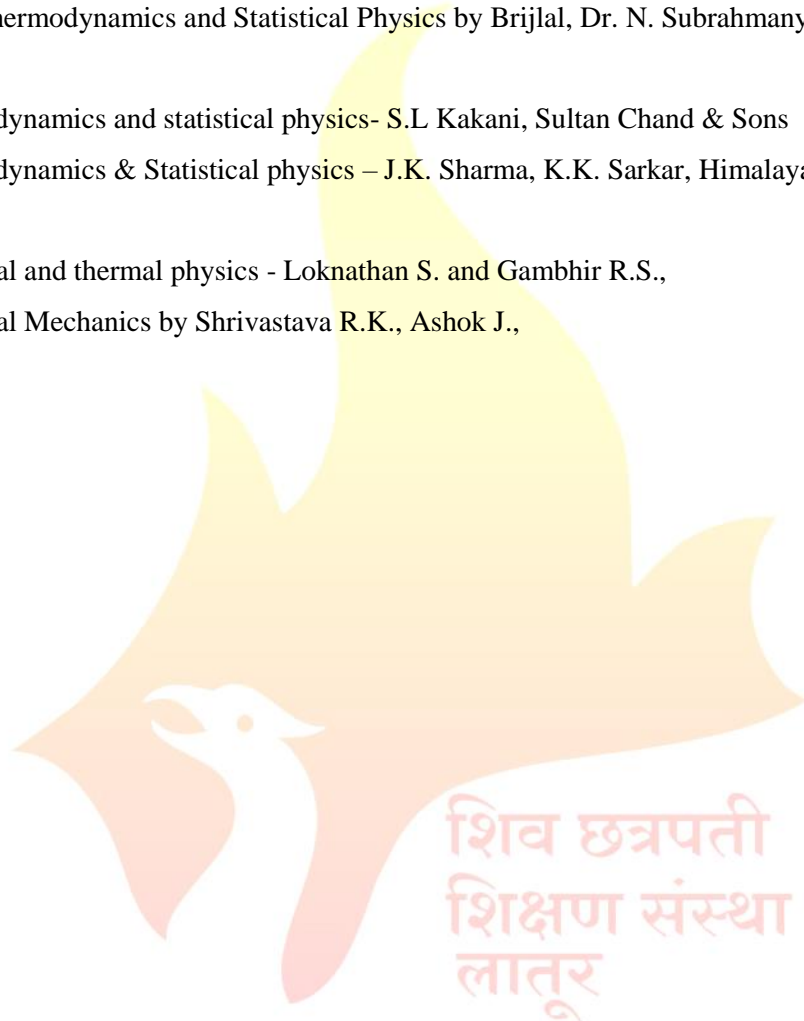 hermodynamics and Statistical Physics by Brijlal, Dr. N. Subrahmany
dynamics and statistical physics- S.L Kakani, Sultan Chand & Sons
dynamics & Statistical physics – J.K. Sharma, K.K. Sarkar, Himalaya
al and thermal physics - Loknathan S. and Gambhir R.S.,
al Mechanics by Shrivastava R.K., Ashok J.,
शिव छत्रपती
शिक्षण संस्था
लातूर